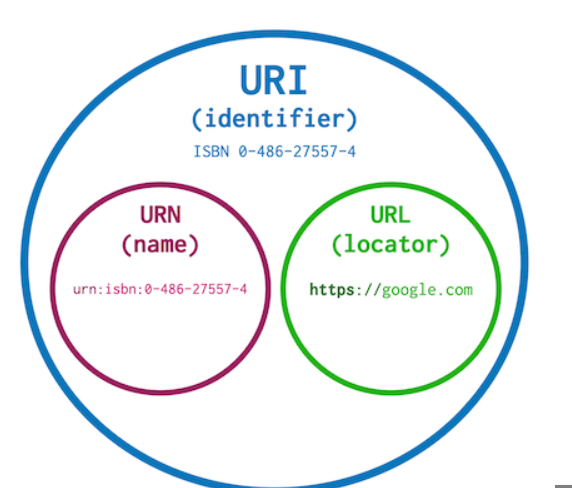 URI
(identifier)
ISBN 0-486-27557-4
URN
(name)
urn:isbn:0-486-27557-4
URL
(locator)
https://google.com